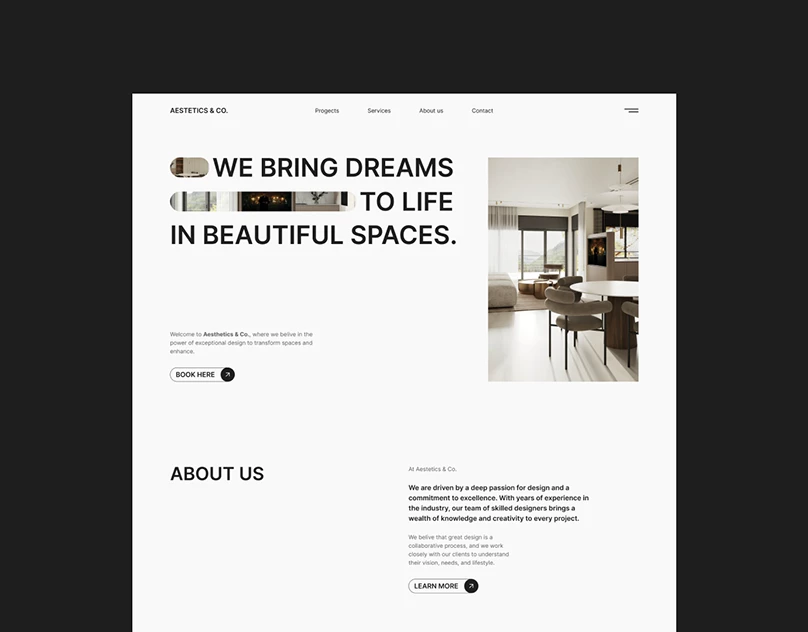 AESTETICS & CO.
Progects
Services
About us
Contact
WE BRING DREAMS
TO LIFE
IN BEAUTIFUL SPACES.
Welcome to Aesthetics & Co., where we belive in the
power of exceptional design to transform spaces and
enhance.
BOOK HERE
ABOUT US
At Aestetics & Co.
We are driven by a deep passion for design and a
commitment to excellence. With years of experience in
the industry, our team of skilled designers brings a
wealth of knowledge and creativity to every project.
We belive that great design is a
collaborative process, and we work
closely with our clients to understand
their vision, needs, and lifestyle.
LEARN MORE